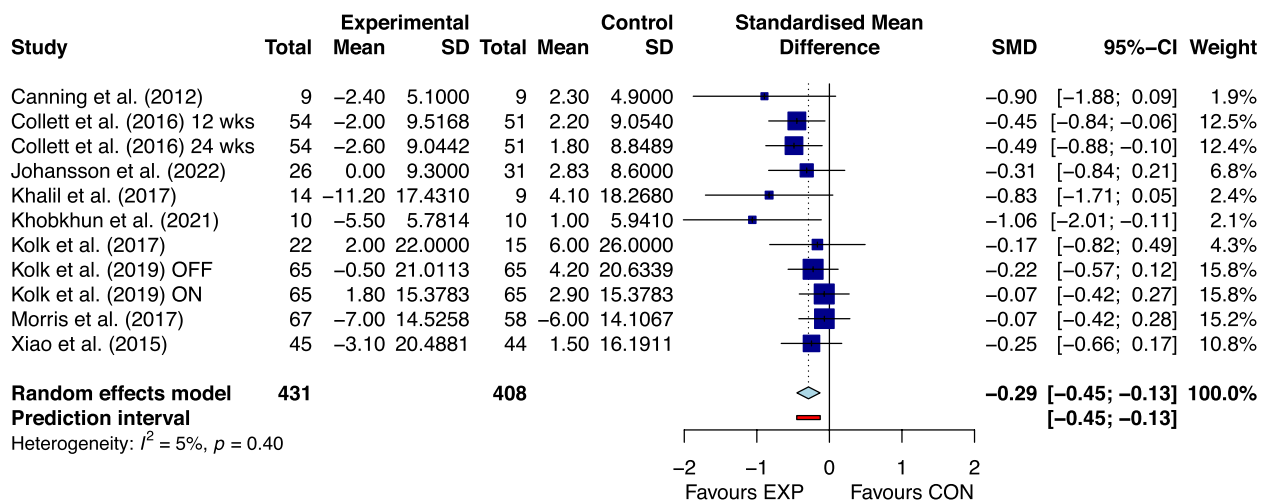 Experimental Control Standardised Mean
Study Total Mean SD Total Mean SD Difference SMD 95%−CI Weight
Canning et al. (2012) 9 −2.40 5.1000 9 2.30 4.9000 −0.90 [−1.88; 0.09] 1.9%
Collett et al. (2016) 12 wks 54 −2.00 9.5168 51 2.20 9.0540 −0.45 [−0.84; −0.06] 12.5%
Collett et al. (2016) 24 wks 54 −2.60 9.0442 51 1.80 8.8489 −0.49 [−0.88; −0.10] 12.4%
Johansson et al. (2022) 26 0.00 9.3000 31 2.83 8.6000 −0.31 [−0.84; 0.21] 6.8%
Khalil et al. (2017) 14 −11.20 17.4310 9 4.10 18.2680 −0.83 [−1.71; 0.05] 2.4%
Khobkhun et al. (2021) 10 −5.50 5.7814 10 1.00 5.9410 −1.06 [−2.01; −0.11] 2.1%
Kolk et al. (2017) 22 2.00 22.0000 15 6.00 26.0000 −0.17 [−0.82; 0.49] 4.3%
Kolk et al. (2019) OFF 65 −0.50 21.0113 65 4.20 20.6339 −0.22 [−0.57; 0.12] 15.8%
Kolk et al. (2019) ON 65 1.80 15.3783 65 2.90 15.3783 −0.07 [−0.42; 0.27] 15.8%
Morris et al. (2017) 67 −7.00 14.5258 58 −6.00 14.1067 −0.07 [−0.42; 0.28] 15.2%
Xiao et al. (2015) 45 −3.10 20.4881 44 1.50 16.1911 −0.25 [−0.66; 0.17] 10.8%
Random effects model 431 408 −0.29 [−0.45; −0.13] 100.0%
Prediction interval [−0.45; −0.13]
Heterogeneity: I² = 5%, p = 0.40
−2 −1 0 1 2
Favours EXP Favours CON